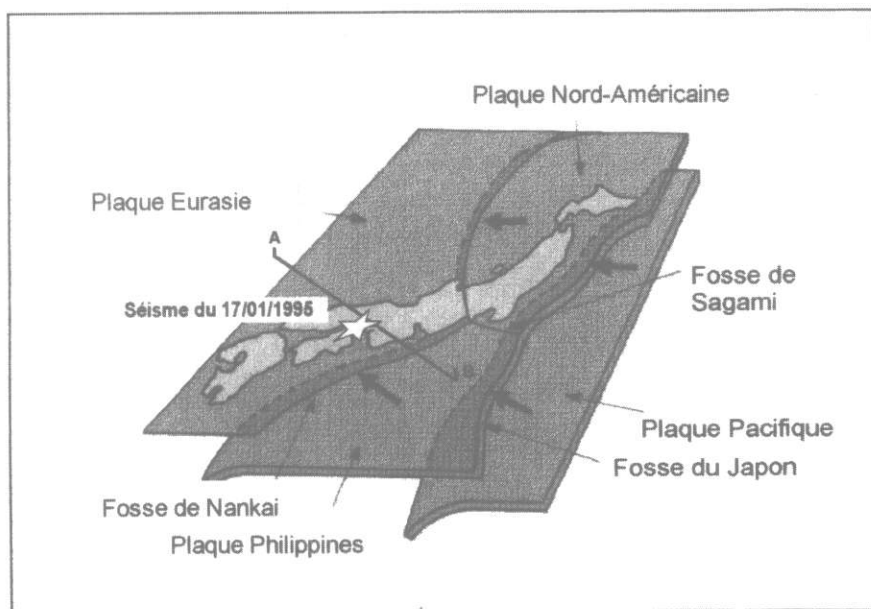 Plaque Nord-Américaine
Plaque Eurasie
A
Séisme du 17/01/1995
Fosse de
Sagami
B
Plaque Pacifique
Fosse du Japon
Fosse de Nankai
Plaque Philippines